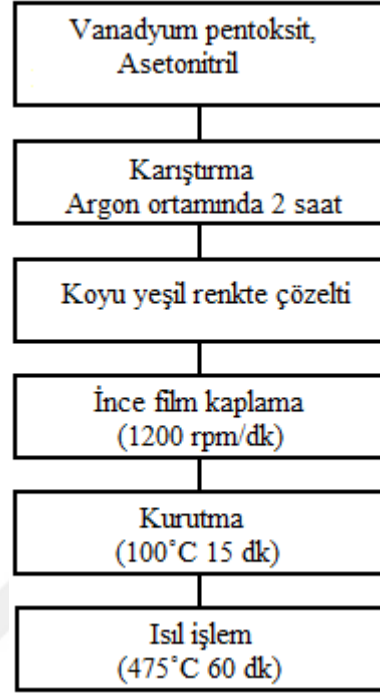 Vanadyum pentoksit,
Asetonitril
Karıştırma
Argon ortamında 2 saat
Koyu yeşil renkte çözelti
İnce film kaplama
(1200 rpm/dk)
Kurutma
(100˚C 15 dk)
Isıl işlem
(475˚C 60 dk)